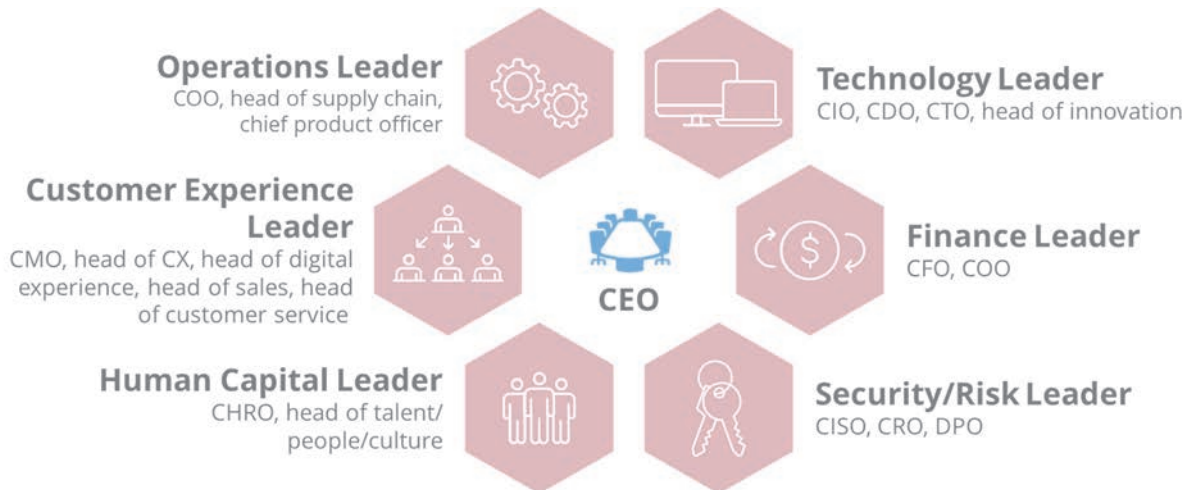 Operations Leader
COO, head of supply chain,
chief product officer
Technology Leader
CIO, CDO, CTO, head of innovation
Customer Experience
Leader
CMO, head of CX, head of digital
experience, head of sales, head
of customer service
$
CEO
Finance Leader
CFO, COO
Human Capital Leader
CHRO, head of talent/
people/culture
Security/Risk Leader
CISO, CRO, DPO